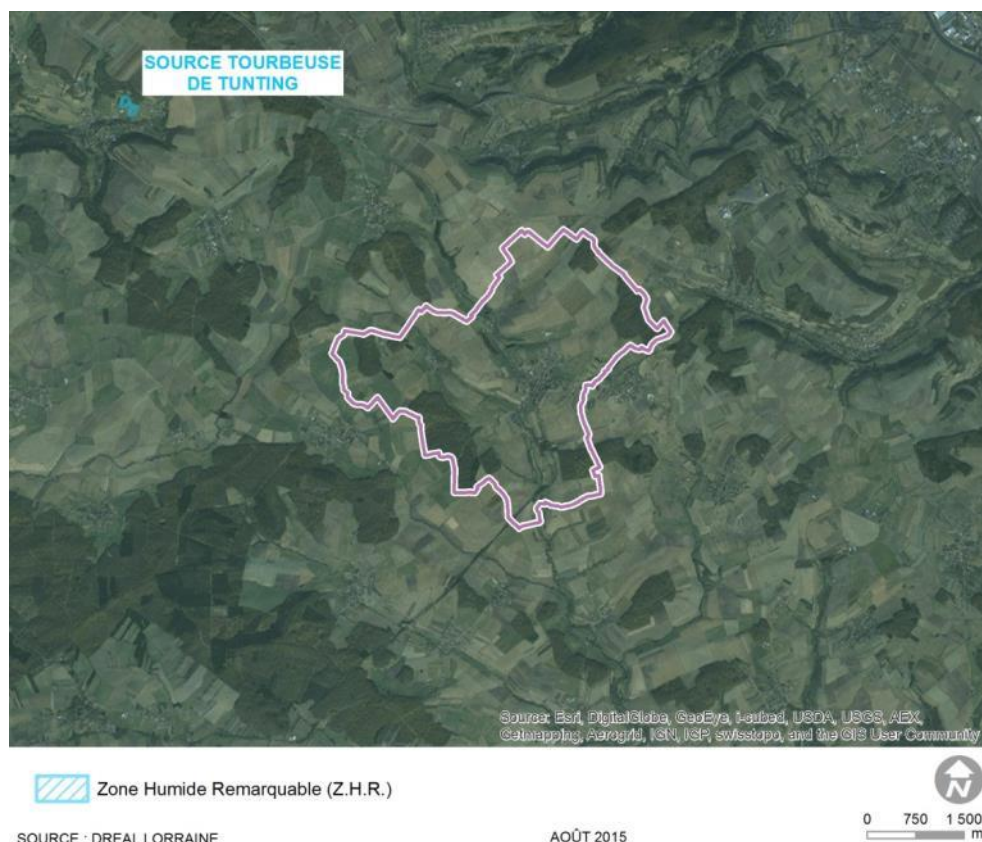 SOURCE TOURBEUSE
DE TUNTING
Source: Esri, DigitalGlobe, GeoEye, i-cubed, USDA, USGS, AEX,
Getmapping, Aerogrid, IGN, IGP, swisstopo, and the GIS User Community
Zone Humide Remarquable (Z.H.R.)
N
0 750 1 500
m
SOURCE : DREAL LORRAINE
AOÛT 2015